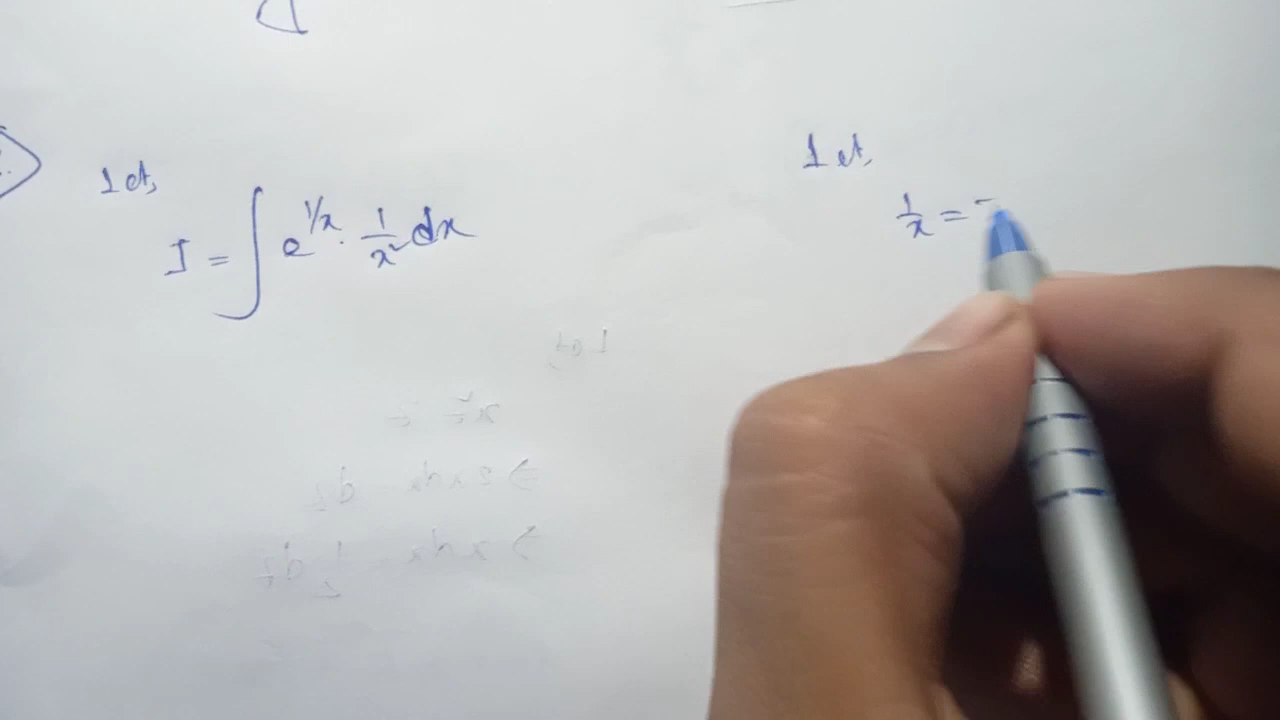 Let,
I = ∫ e^{1/x} · 1/x² dx
Let,
1/x =